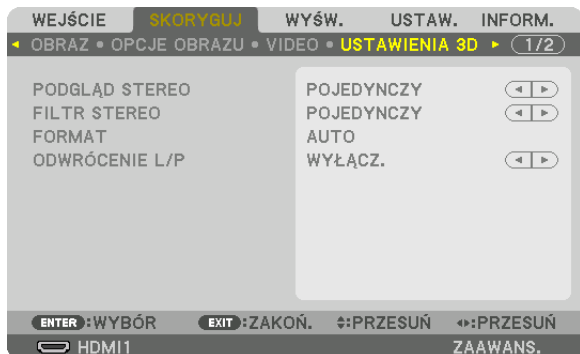 WEJŚCIE SKORYGUJ WYŚW. USTAW. INFORM.
◂ OBRAZ • OPCJE OBRAZU • VIDEO • USTAWIENIA 3D ▸ 1/2
PODGLĄD STEREO POJEDYNCZY
FILTR STEREO POJEDYNCZY
FORMAT AUTO
ODWRÓCENIE L/P WYŁĄCZ.
ENTER :WYBÓR EXIT :ZAKOŃ. :PRZESUŃ :PRZESUŃ
HDMI1 ZAAWANS.